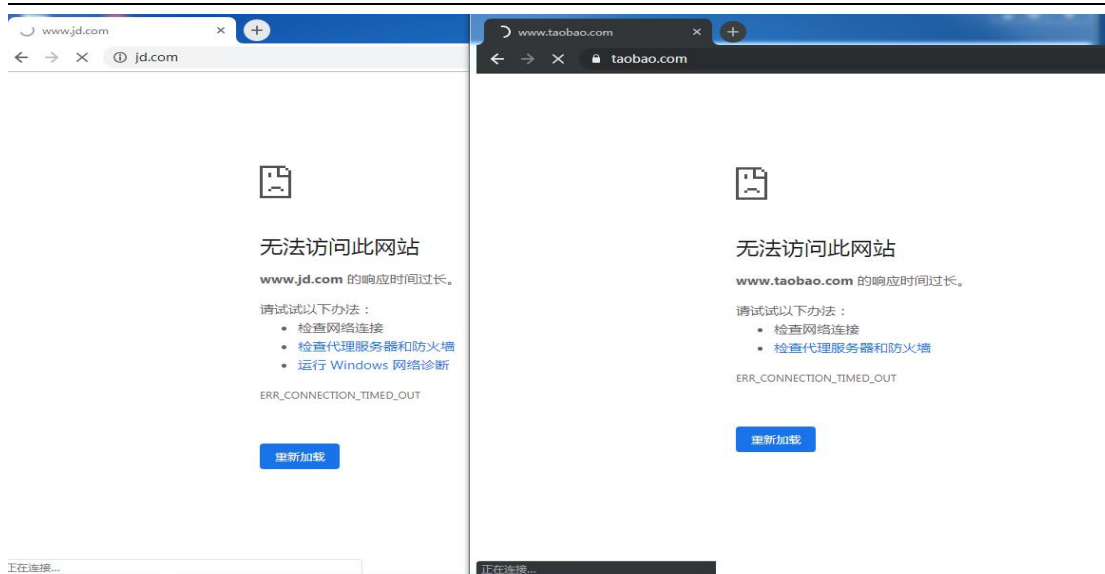 www.jd.com
jd.com
无法访问此网站
www.jd.com 的响应时间过长。
请试试以下办法：
• 检查网络连接
• 检查代理服务器和防火墙
• 运行 Windows 网络诊断
ERR_CONNECTION_TIMED_OUT
重新加载
正在连接...
www.taobao.com
taobao.com
无法访问此网站
www.taobao.com 的响应时间过长。
请试试以下办法：
• 检查网络连接
• 检查代理服务器和防火墙
ERR_CONNECTION_TIMED_OUT
重新加载
正在连接...